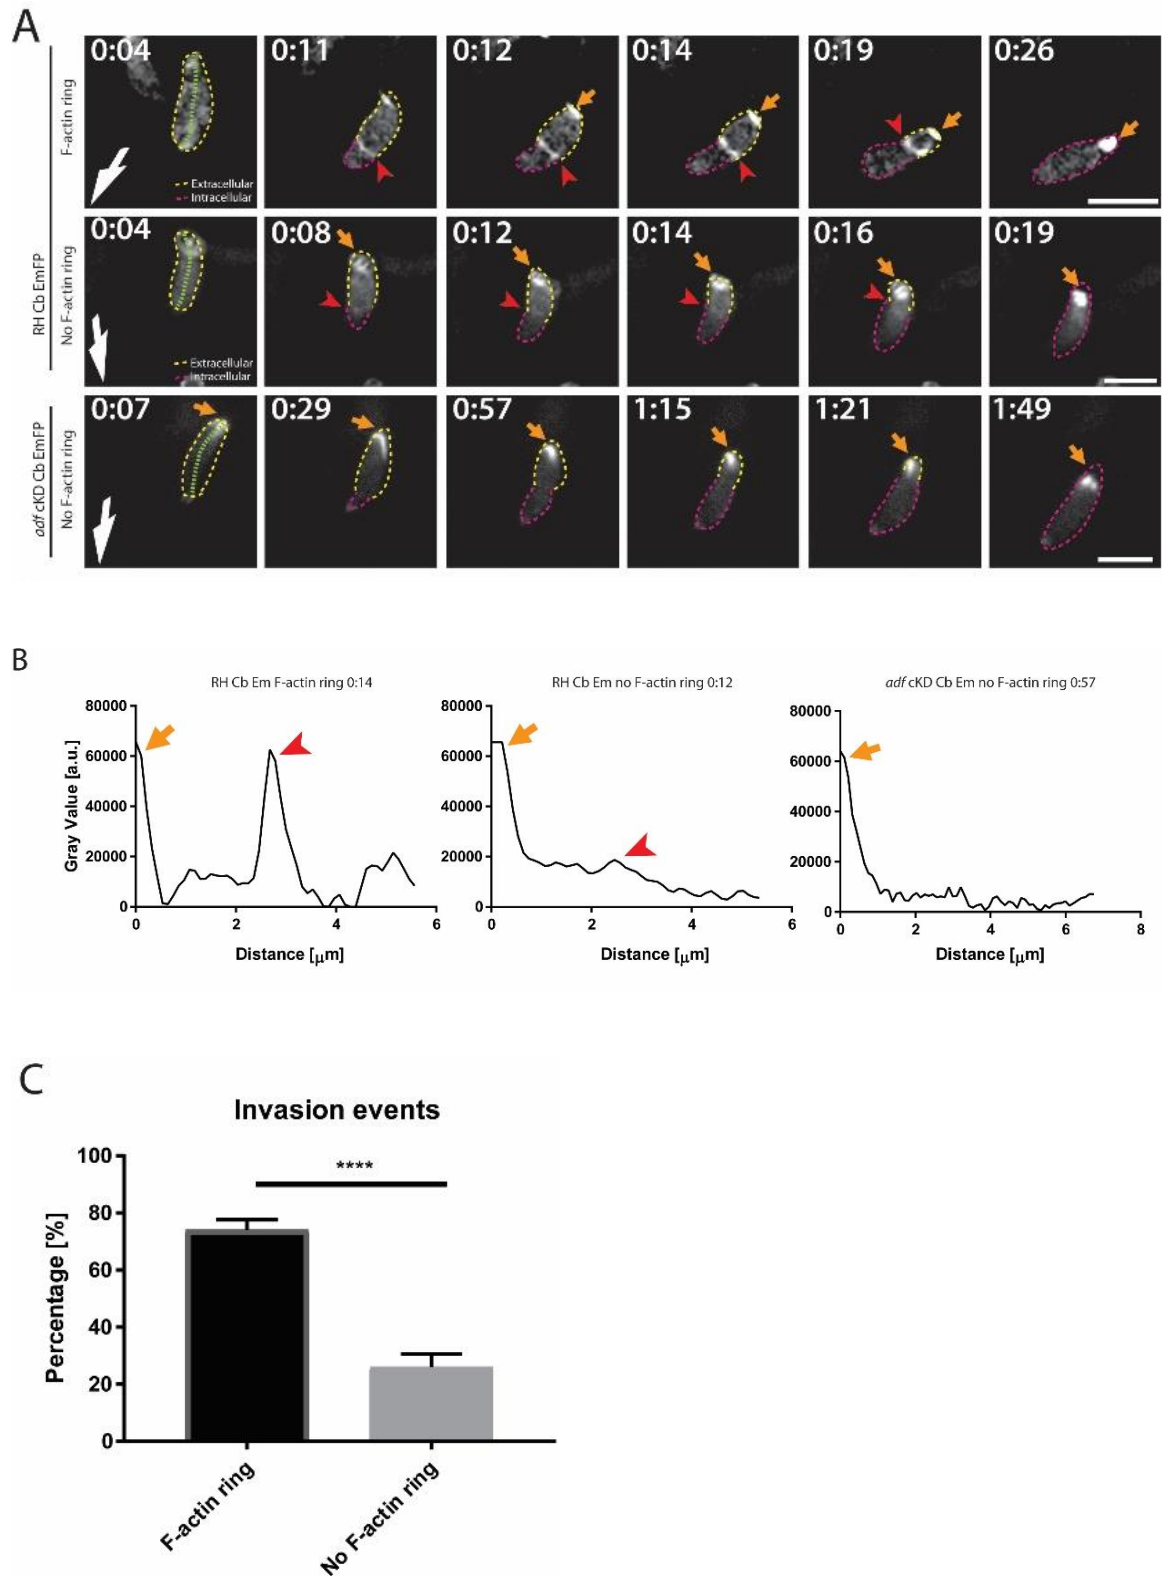 A
RH Cb EmFP
F-actin ring
0:04
0:11
0:12
0:14
0:19
0:26
Extracellular
Intracellular
No F-actin ring
0:04
0:08
0:12
0:14
0:16
0:19
Extracellular
Intracellular
adf cKD Cb EmFP
No F-actin ring
0:07
0:29
0:57
1:15
1:21
1:49
B
RH Cb Em F-actin ring 0:14
80000
60000
40000
20000
0
Gray Value [a.u.]
0 2 4 6
Distance [μm]
RH Cb Em no F-actin ring 0:12
80000
60000
40000
20000
0
0 2 4 6
Distance [μm]
adf cKD Cb Em no F-actin ring 0:57
80000
60000
40000
20000
0
0 2 4 6 8
Distance [μm]
C
Invasion events
100
80
60
40
20
0
Percentage [%]
****
F-actin ring
No F-actin ring